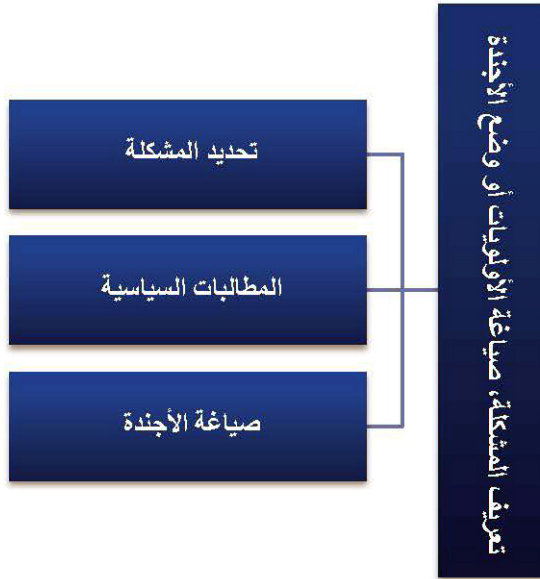 تعريف المشكلة، صياغة الأولويات أو وضع الأجندة
تحديد المشكلة
المطالبات السياسية
صياغة الأجندة